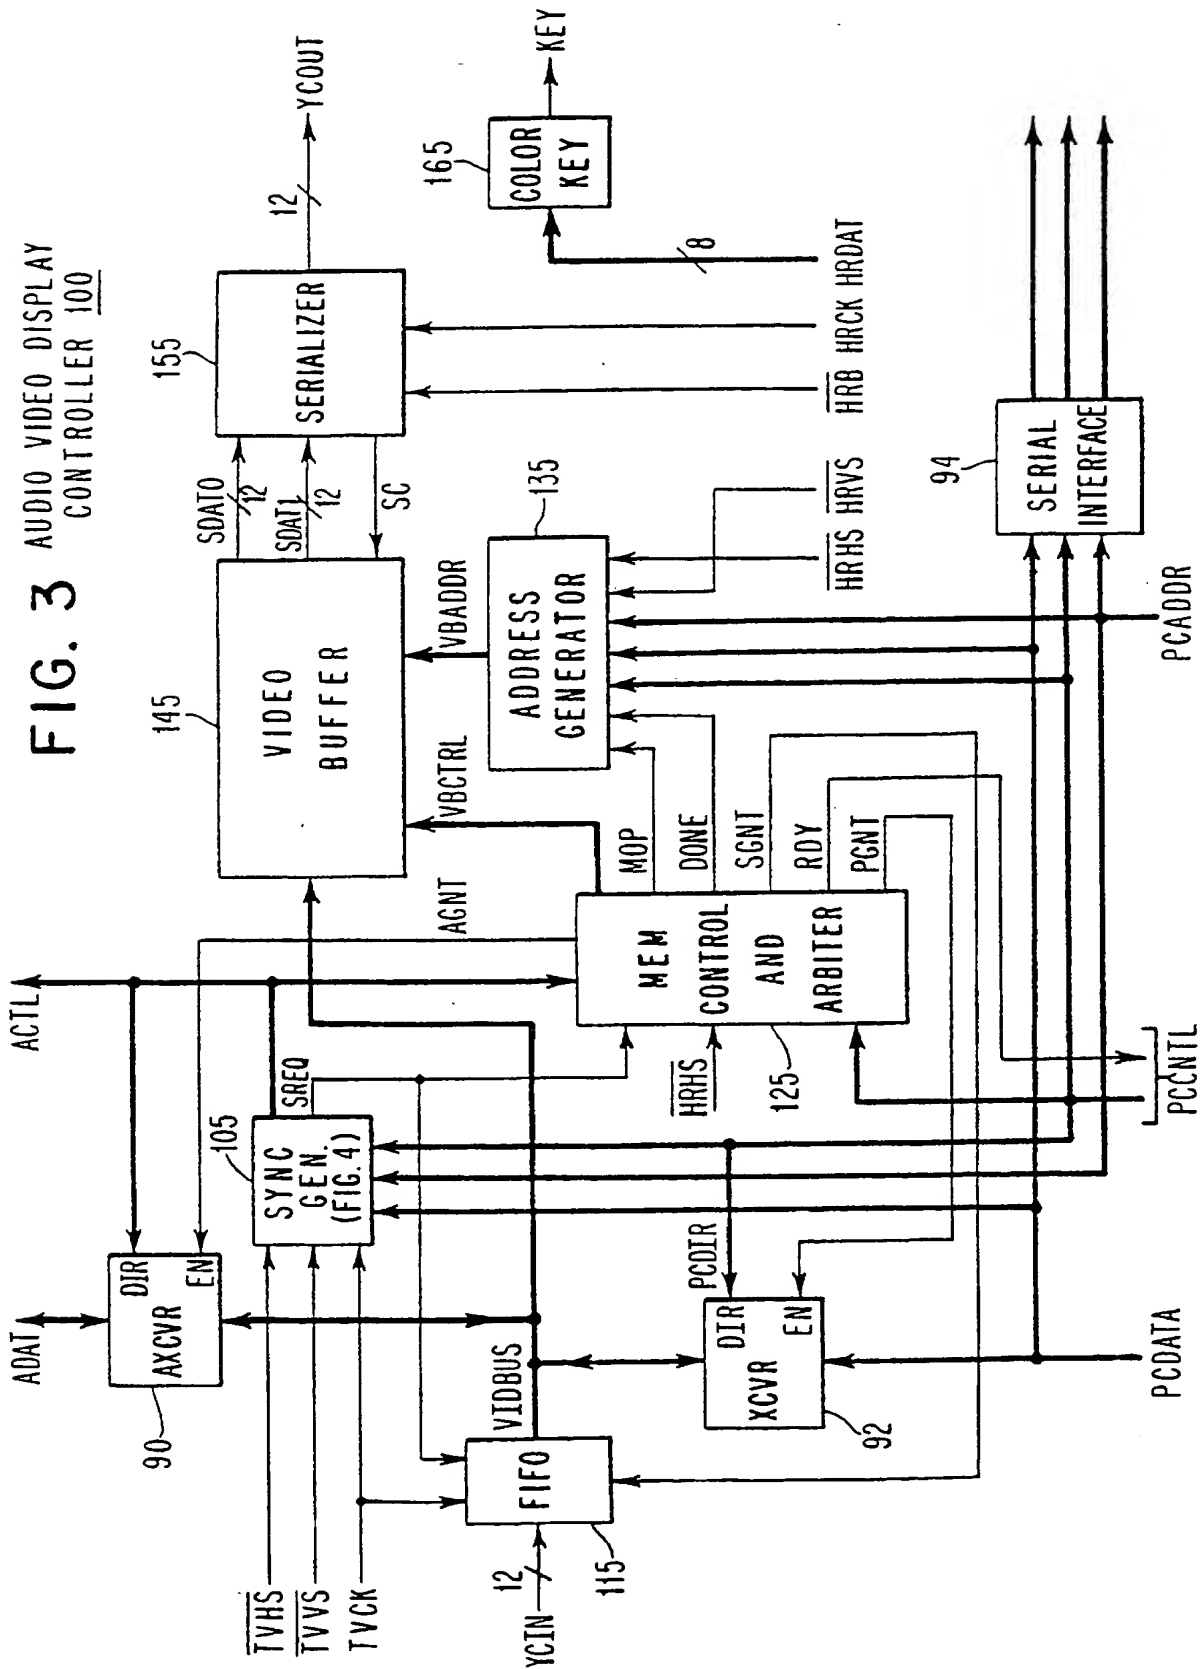 FIG. 3 AUDIO VIDEO DISPLAY
CONTROLLER 100
ADAT
ACTL
AXCVR
DIR
EN
90
TVHS
TVVS
TVCK
SYNC
GEN.
(FIG.4)
105
SREQ
AGNT
VIDEO
BUFFER
145
SDAT0
12
SDAT1
12
SC
SERIALIZER
155
12
YCOUT
YCIN
12
FIFO
115
VIDBUS
VBCTRL
VBADDR
HRHS
MEM
CONTROL
AND
ARBITER
125
MOP
DONE
SGNT
RDY
PGNT
ADDRESS
GENERATOR
135
HRHS
HRVS
HRB
HRCK
HRDAT
8
COLOR
KEY
165
KEY
PCDIR
DIR
EN
XCVR
92
SERIAL
INTERFACE
94
PCDATA
PCCNTL
PCADDR